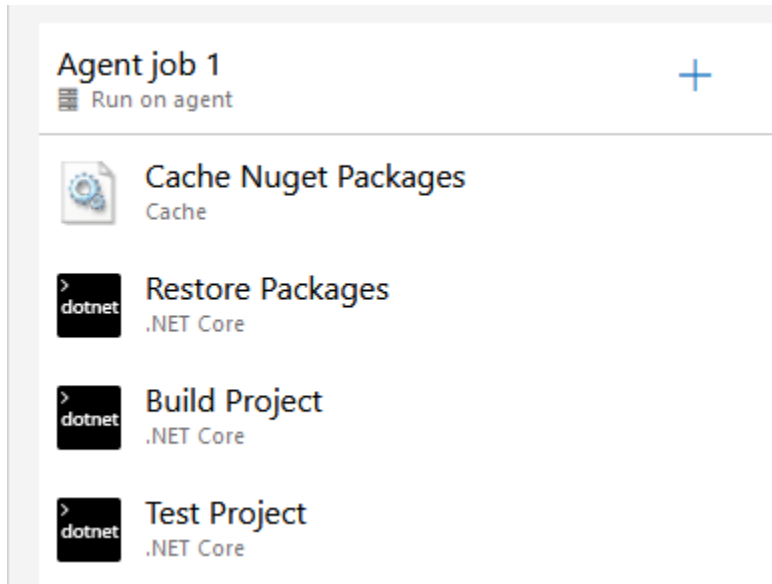 Agent job 1
Run on agent
Cache Nuget Packages
Cache
>
dotnet
Restore Packages
.NET Core
>
dotnet
Build Project
.NET Core
>
dotnet
Test Project
.NET Core